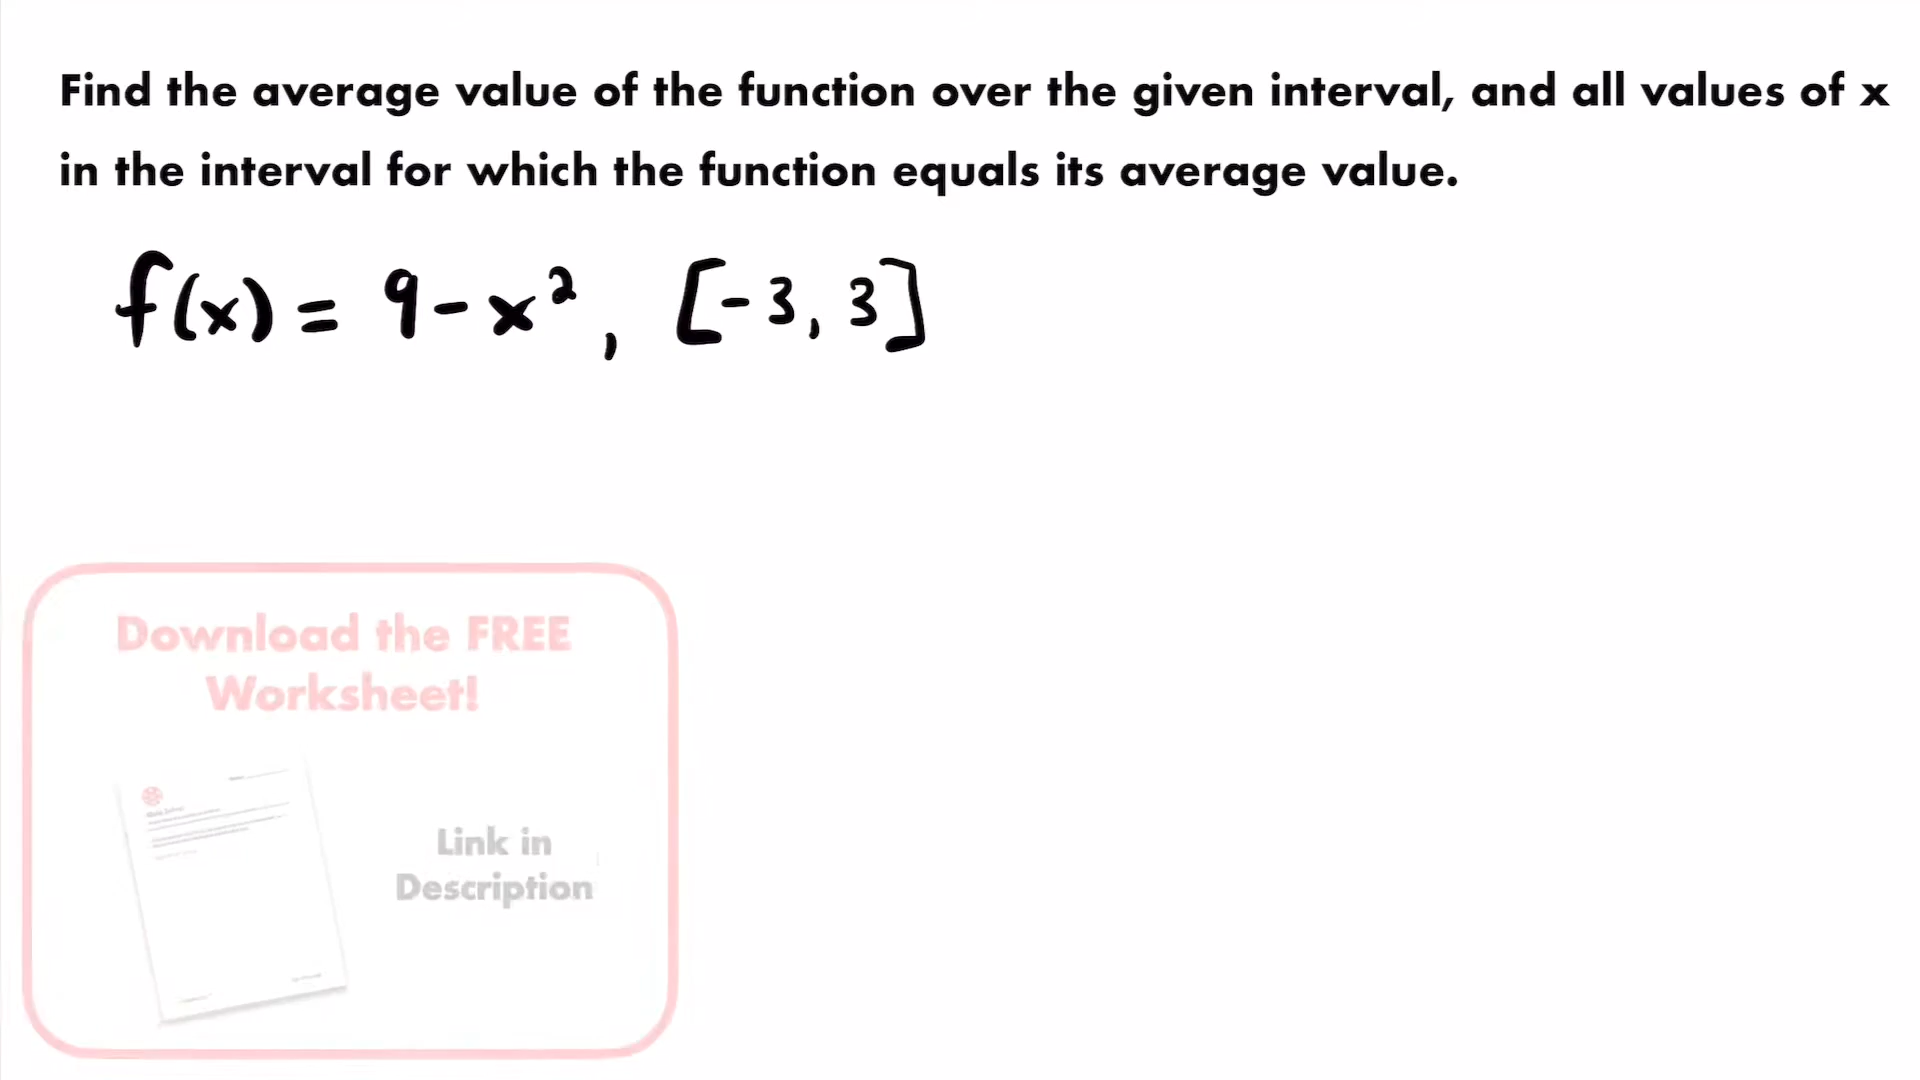 Find the average value of the function over the given interval, and all values of x
in the interval for which the function equals its average value.
f(x) = 9 - x², [-3, 3]
Download the FREE
Worksheet!
Link in
Description